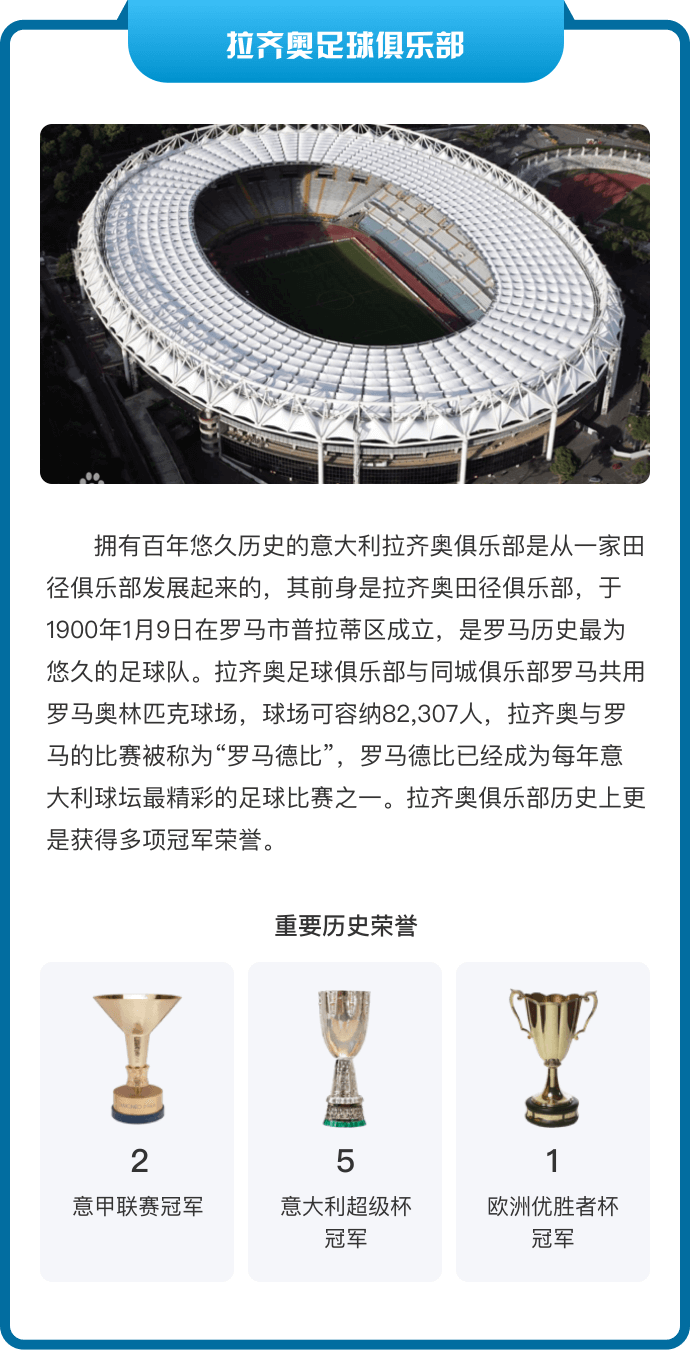 拉齐奥足球俱乐部
拥有百年悠久历史的意大利拉齐奥俱乐部是从一家田
径俱乐部发展起来的，其前身是拉齐奥田径俱乐部，于
1900年1月9日在罗马市普拉蒂区成立，是罗马历史最为
悠久的足球队。拉齐奥足球俱乐部与同城俱乐部罗马共用
罗马奥林匹克球场，球场可容纳82,307人，拉齐奥与罗
马的比赛被称为“罗马德比”，罗马德比已经成为每年意
大利球坛最精彩的足球比赛之一。拉齐奥俱乐部历史上更
是获得多项冠军荣誉。
重要历史荣誉
2
意甲联赛冠军
5
意大利超级杯
冠军
1
欧洲优胜者杯
冠军